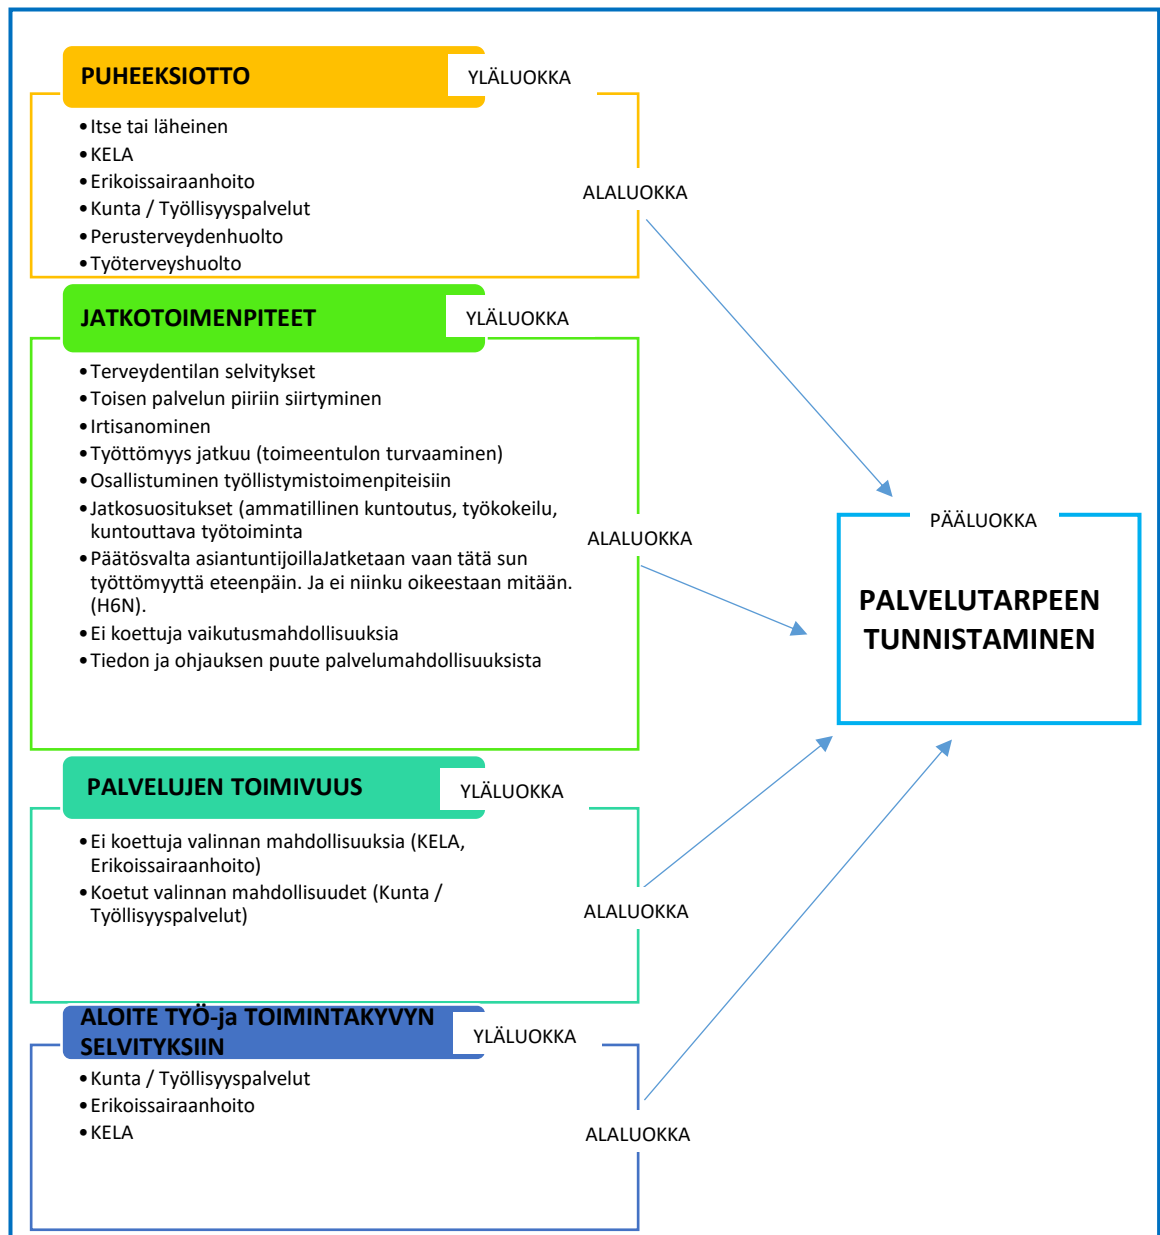 PUHEEKSIOTTO
YLÄLUOKKA
•Itse tai läheinen
•KELA
•Erikoissairaanhoito
•Kunta / Työllisyyspalvelut
•Perusterveydenhuolto
•Työterveyshuolto
ALALUOKKA
JATKOTOIMENPITEET
YLÄLUOKKA
•Terveydentilan selvitykset
•Toisen palvelun piiriin siirtyminen
•Irtisanominen
•Työttömyys jatkuu (toimeentulon turvaaminen)
•Osallistuminen työllistymistoimenpiteisiin
•Jatkosuositukset (ammatillinen kuntoutus, työkokeilu,
kuntouttava työtoiminta
•Päätösvalta asiantuntijoillaJatketaan vaan tätä sun
työttömyyttä eteenpäin. Ja ei niinku oikeestaan mitään.
(H6N).
•Ei koettuja vaikutusmahdollisuuksia
•Tiedon ja ohjauksen puute palvelumahdollisuuksista
ALALUOKKA
PÄÄLUOKKA
PALVELUTARPEEN
TUNNISTAMINEN
PALVELUJEN TOIMIVUUS
YLÄLUOKKA
•Ei koettuja valinnan mahdollisuuksia (KELA,
Erikoissairaanhoito)
•Koetut valinnan mahdollisuudet (Kunta /
Työllisyyspalvelut)
ALALUOKKA
ALOITE TYÖ-ja TOIMINTAKYVYN
SELVITYKSIIN
YLÄLUOKKA
•Kunta / Työllisyyspalvelut
•Erikoissairaanhoito
•KELA
ALALUOKKA